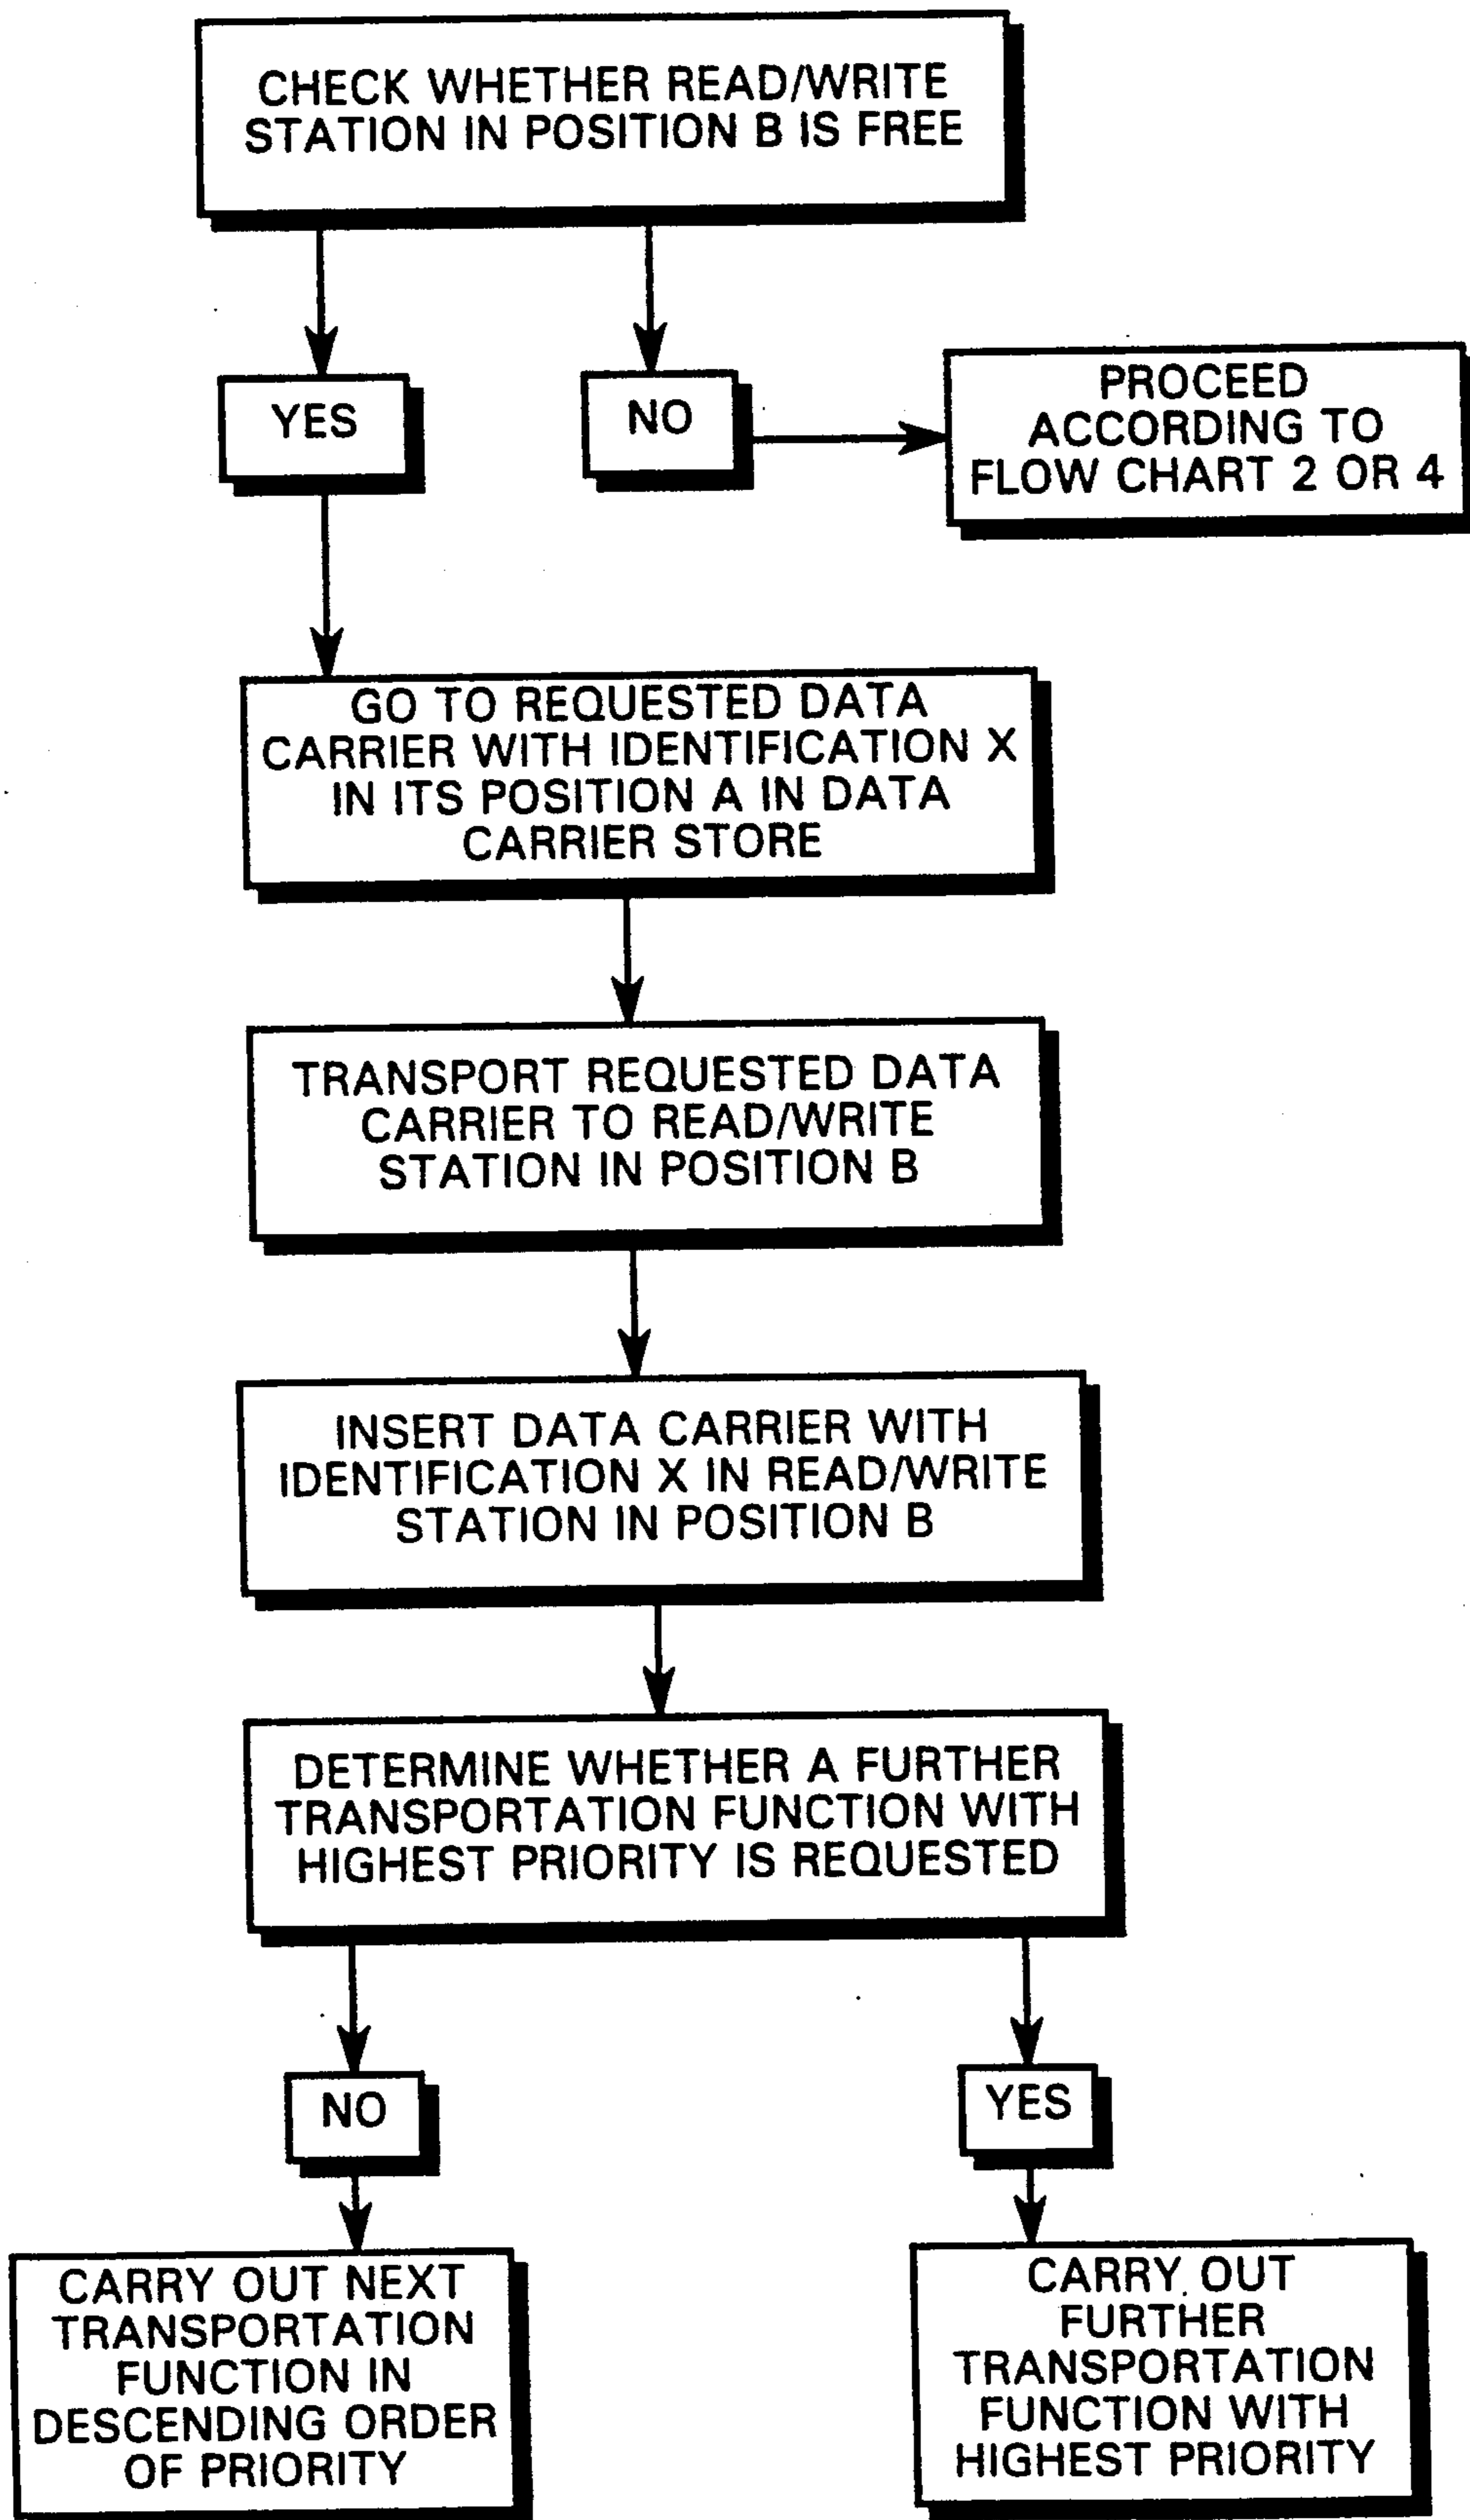 CHECK WHETHER READ/WRITE
STATION IN POSITION B IS FREE
YES
NO
PROCEED
ACCORDING TO
FLOW CHART 2 OR 4
GO TO REQUESTED DATA
CARRIER WITH IDENTIFICATION X
IN ITS POSITION A IN DATA
CARRIER STORE
TRANSPORT REQUESTED DATA
CARRIER TO READ/WRITE
STATION IN POSITION B
INSERT DATA CARRIER WITH
IDENTIFICATION X IN READ/WRITE
STATION IN POSITION B
DETERMINE WHETHER A FURTHER
TRANSPORTATION FUNCTION WITH
HIGHEST PRIORITY IS REQUESTED
NO
YES
CARRY OUT NEXT
TRANSPORTATION
FUNCTION IN
DESCENDING ORDER
OF PRIORITY
CARRY OUT
FURTHER
TRANSPORTATION
FUNCTION WITH
HIGHEST PRIORITY